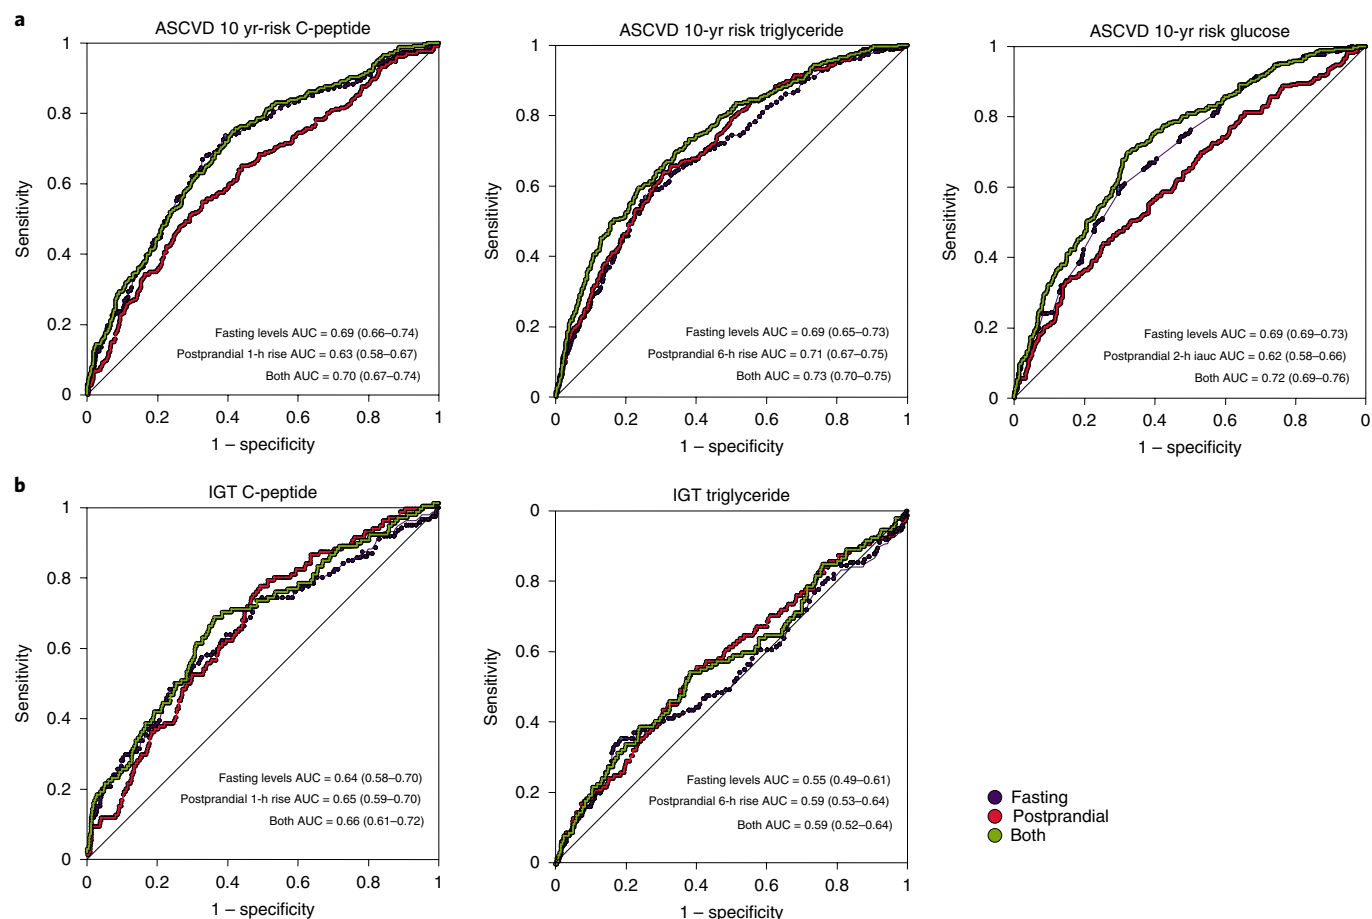 a
ASCVD 10 yr-risk C-peptide
1
0.8
0.6
0.4
0.2
0
Sensitivity
Fasting levels AUC = 0.69 (0.66–0.74)
Postprandial 1-h rise AUC = 0.63 (0.58–0.67)
Both AUC = 0.70 (0.67–0.74)
0 0.2 0.4 0.6 0.8 1
1 – specificity
ASCVD 10-yr risk triglyceride
1
0.8
0.6
0.4
0.2
0
Sensitivity
Fasting levels AUC = 0.69 (0.65–0.73)
Postprandial 6-h rise AUC = 0.71 (0.67–0.75)
Both AUC = 0.73 (0.70–0.75)
0 0.2 0.4 0.6 0.8 1
1 – specificity
ASCVD 10-yr risk glucose
1
0.8
0.6
0.4
0.2
0
Sensitivity
Fasting levels AUC = 0.69 (0.69–0.73)
Postprandial 2-h iauc AUC = 0.62 (0.58–0.66)
Both AUC = 0.72 (0.69–0.76)
0 0.2 0.4 0.6 0.8 0
1 – specificity
b
IGT C-peptide
1
0.8
0.6
0.4
0.2
0
Sensitivity
Fasting levels AUC = 0.64 (0.58–0.70)
Postprandial 1-h rise AUC = 0.65 (0.59–0.70)
Both AUC = 0.66 (0.61–0.72)
0 0.2 0.4 0.6 0.8 1
1 – specificity
IGT triglyceride
0
0.8
0.6
0.4
0.2
0
Sensitivity
Fasting levels AUC = 0.55 (0.49–0.61)
Postprandial 6-h rise AUC = 0.59 (0.53–0.64)
Both AUC = 0.59 (0.52–0.64)
0 0.2 0.4 0.6 0.8 1
1 – specificity
Fasting
Postprandial
Both